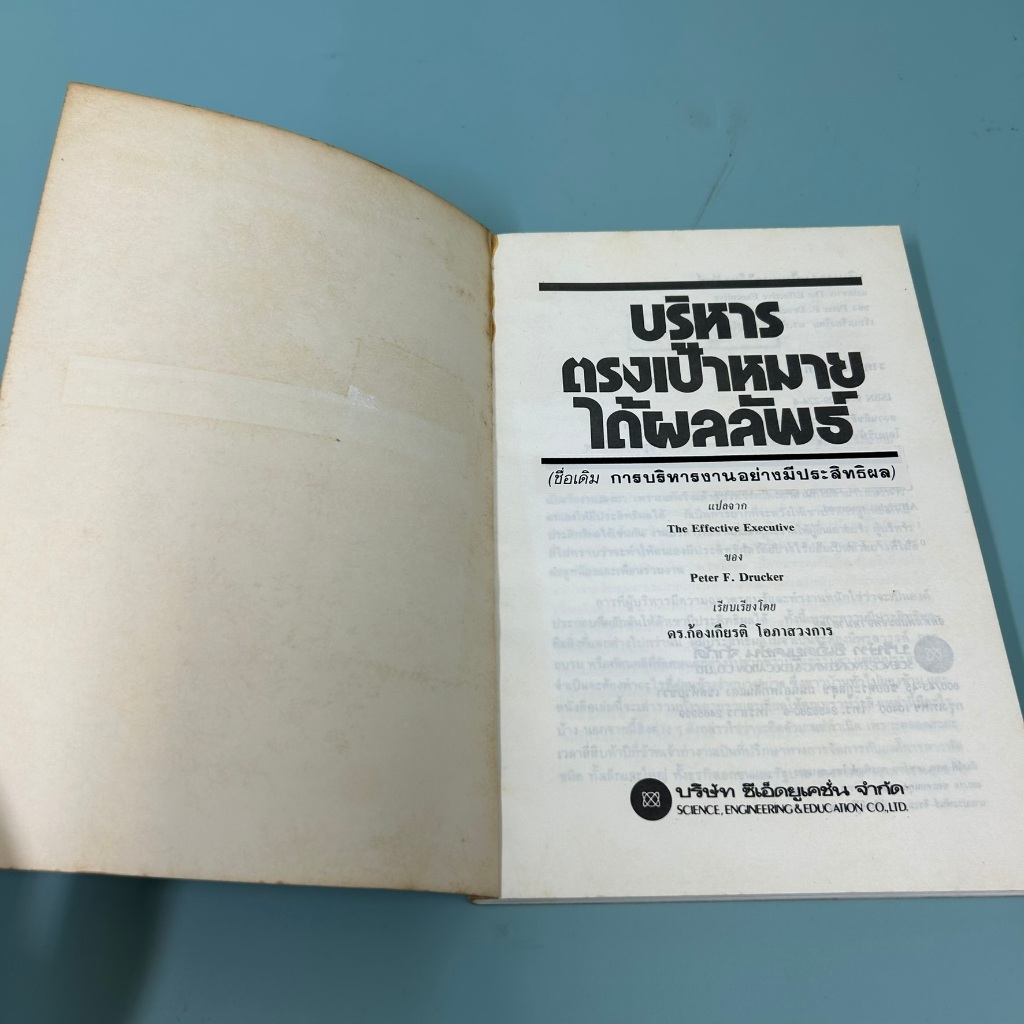 บริหาร
ตรงเป้าหมาย
ได้ผลลัพธ์
(ชื่อเดิม การบริหารงานอย่างมีประสิทธิผล)
แปลจาก
The Effective Executive
ของ
Peter F. Drucker
เรียบเรียงโดย
ดร.ก้องเกียรติ โอภาสวงการ
บริษัท ซีเอ็ดยูเคชั่น จำกัด
SCIENCE, ENGINEERING & EDUCATION CO.,LTD.